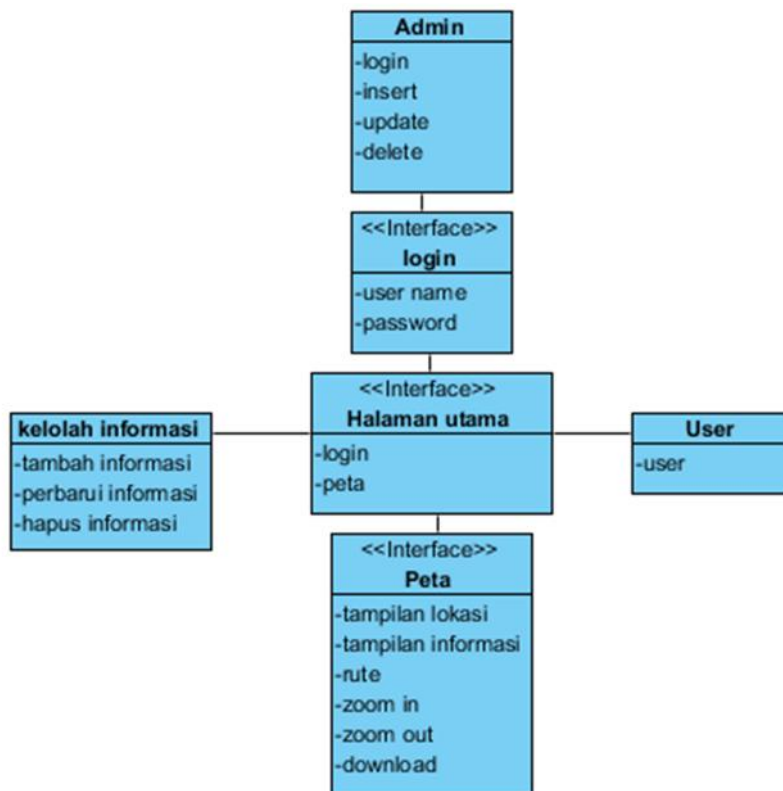 Admin
-login
-insert
-update
-delete
<<Interface>>
login
-user name
-password
<<Interface>>
Halaman utama
-login
-peta
kelolah informasi
-tambah informasi
-perbarui informasi
-hapus informasi
User
-user
<<Interface>>
Peta
-tampilan lokasi
-tampilan informasi
-rute
-zoom in
-zoom out
-download